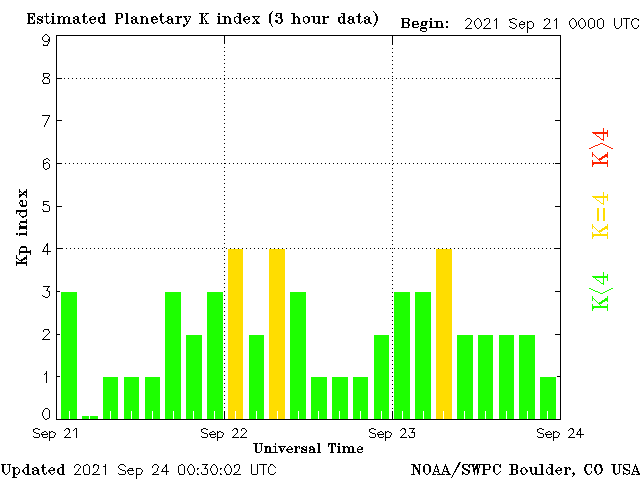 Estimated Planetary K index (3 hour data)
Begin: 2021 Sep 21 0000 UTC
9
8
7
6
5
4
3
2
1
0
Kp index
K>4
K=4
K<4
Sep 21
Sep 22
Sep 23
Sep 24
Universal Time
Updated 2021 Sep 24 00:30:02 UTC
NOAA/SWPC Boulder, CO USA